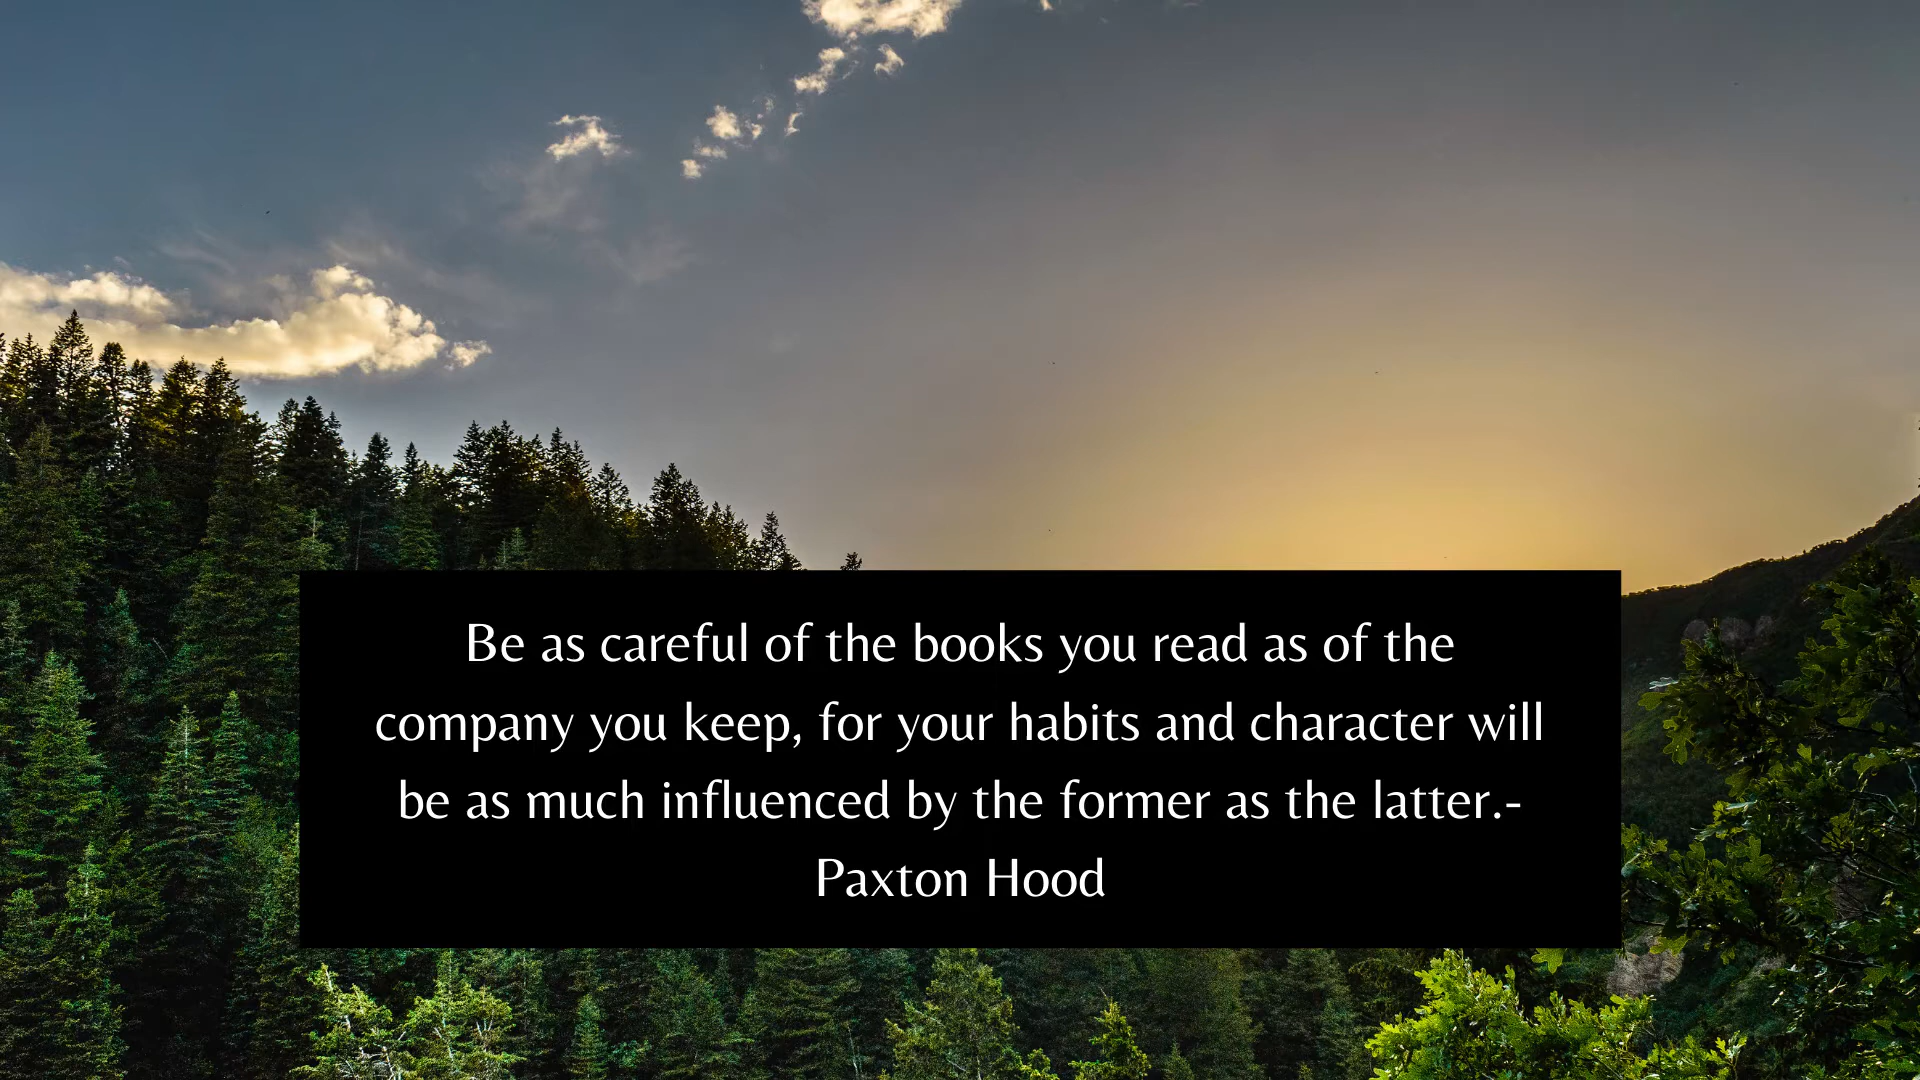 Be as careful of the books you read as of the
company you keep, for your habits and character will
be as much influenced by the former as the latter.-
Paxton Hood